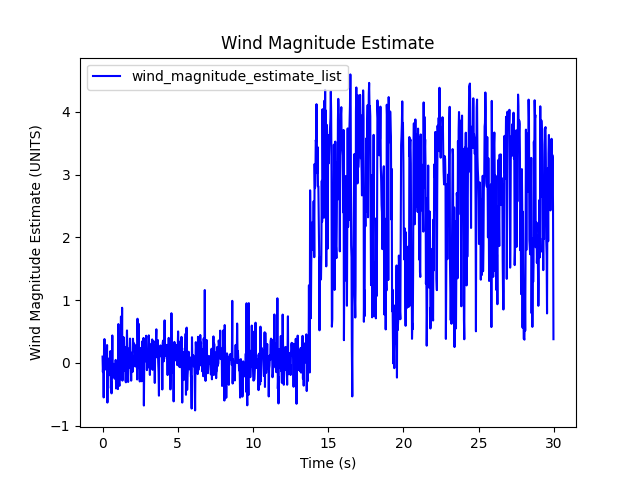 Wind Magnitude Estimate
wind_magnitude_estimate_list
Wind Magnitude Estimate (UNITS)
4
3
2
1
0
−1
0 5 10 15 20 25 30
Time (s)